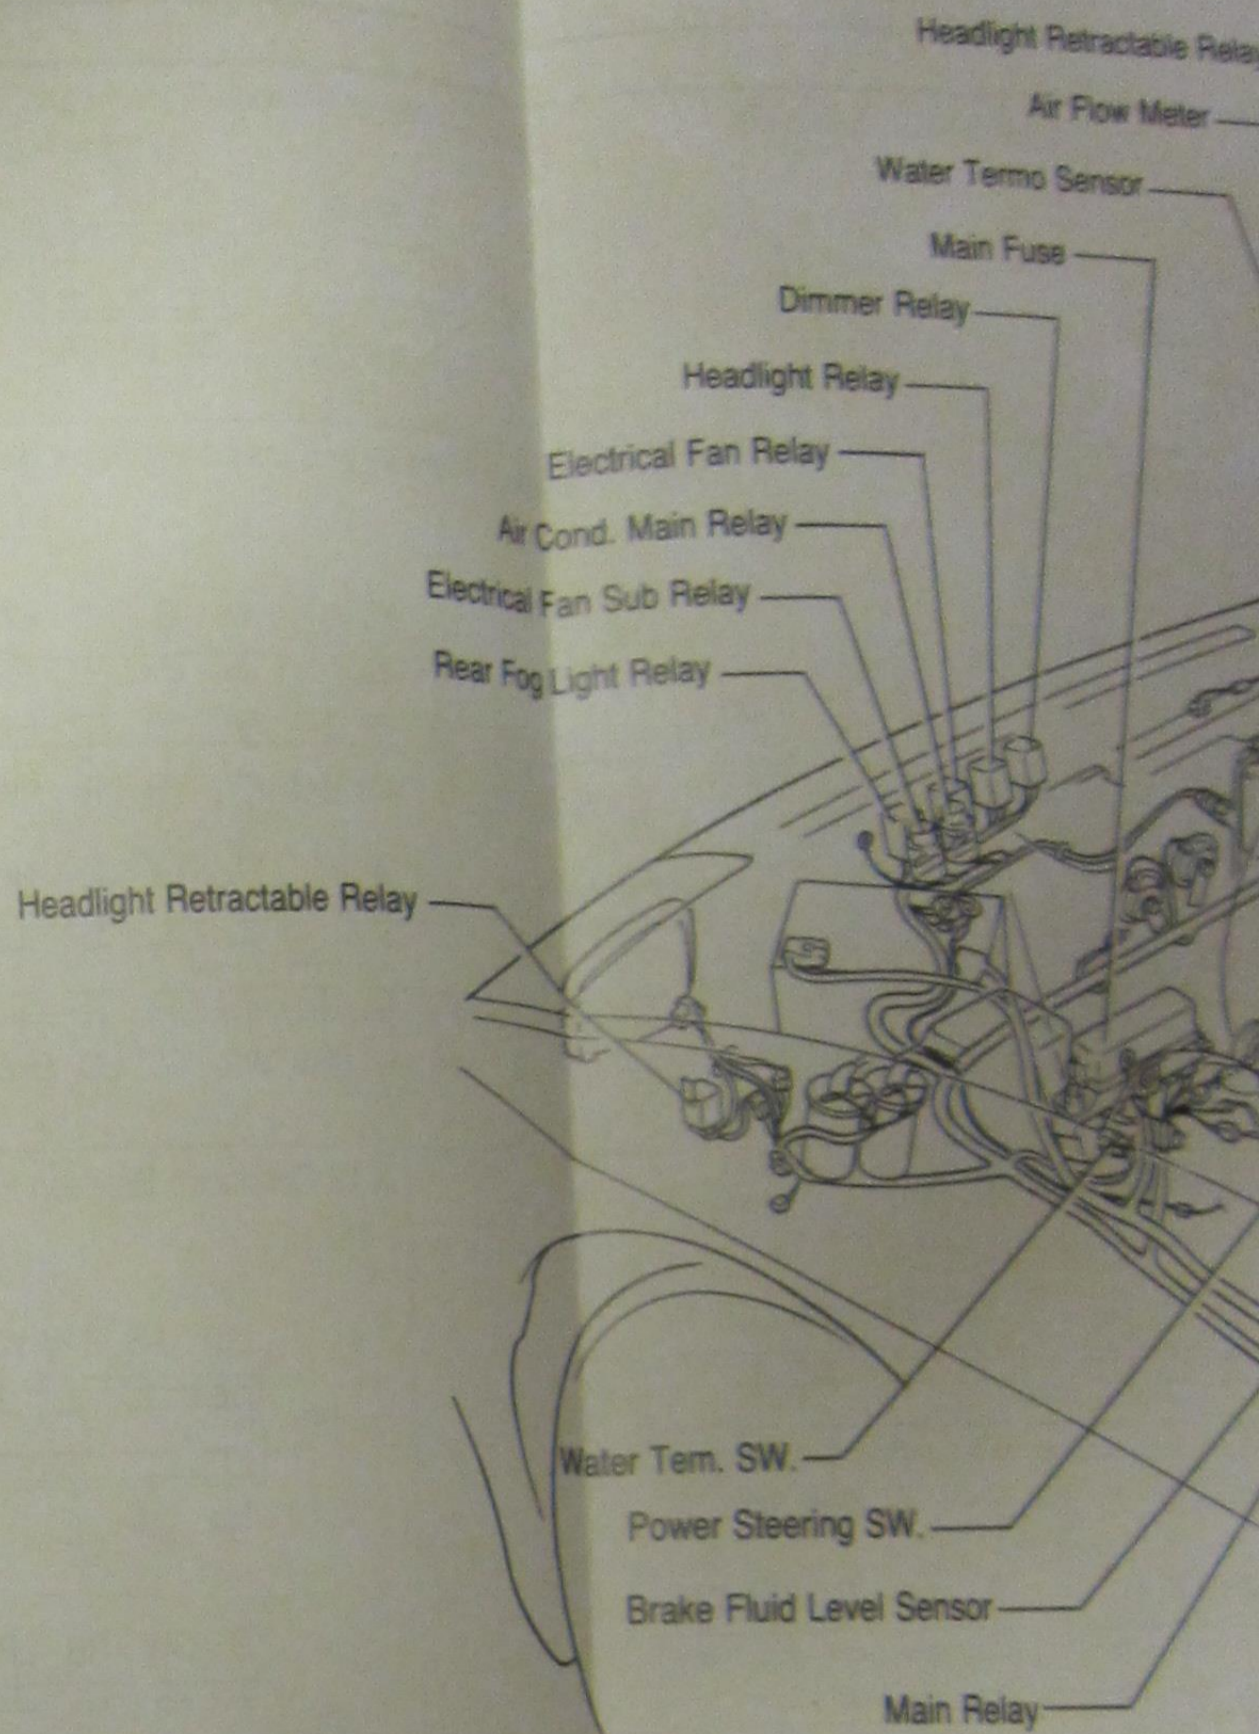 Headlight Retractable Relay
Air Flow Meter
Water Termo Sensor
Main Fuse
Dimmer Relay
Headlight Relay
Electrical Fan Relay
Air Cond. Main Relay
Electrical Fan Sub Relay
Rear Fog Light Relay
Headlight Retractable Relay
Water Tem. SW.
Power Steering SW.
Brake Fluid Level Sensor
Main Relay